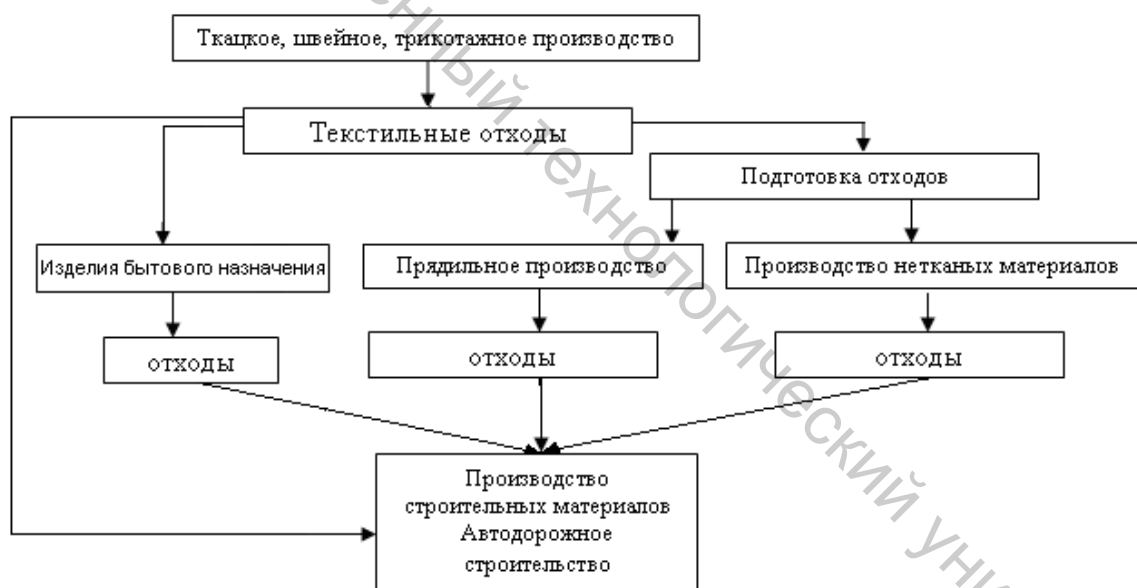 Ткацкое, швейное, трикотажное производство
Текстильные отходы
Подготовка отходов
Изделия бытового назначения
Прядильное производство
Производство нетканых материалов
отходы
отходы
отходы
Производство
строительных материалов
Автодорожное
строительство
технологический